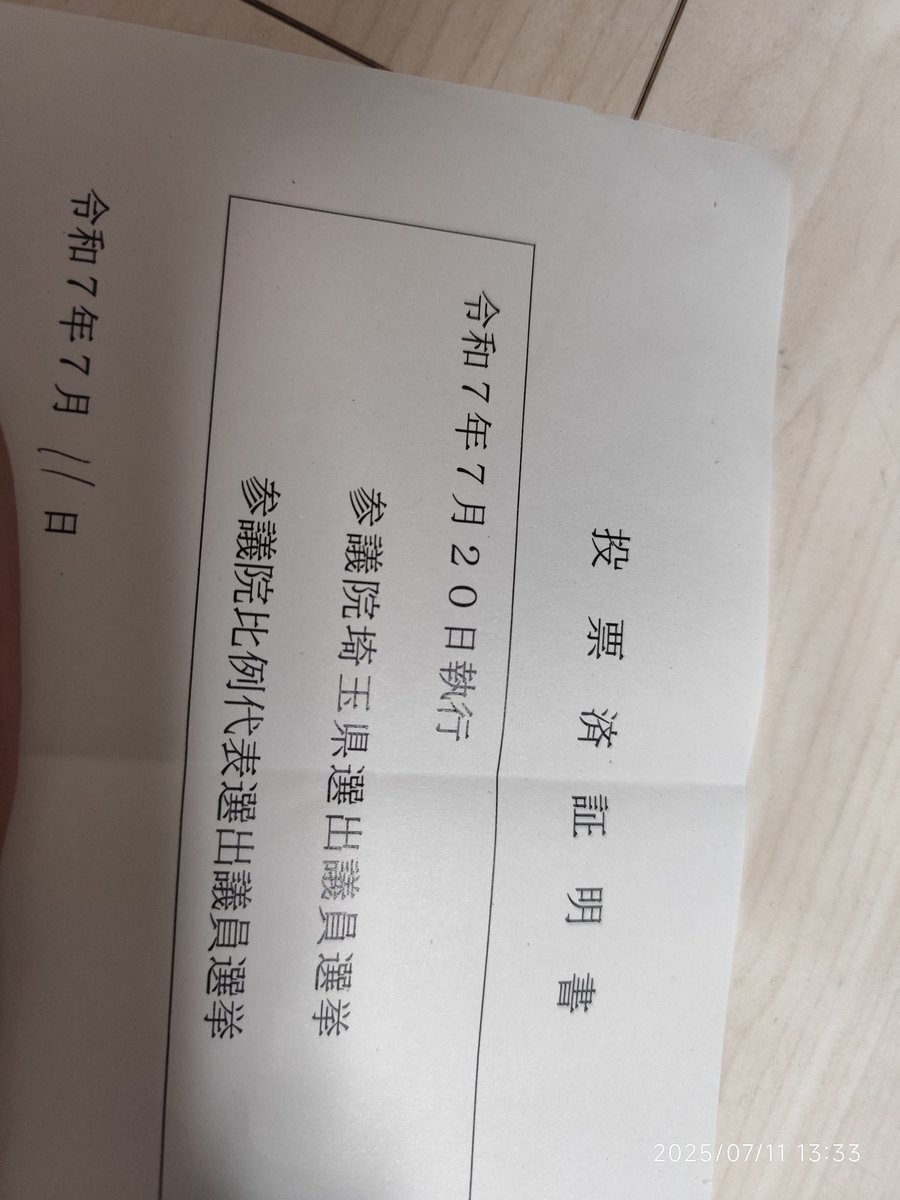 投票済証明書
令和7年7月20日執行
参議院埼玉県選出議員選挙
参議院比例代表選出議員選挙
令和7年7月11日
2025/07/11 13:33